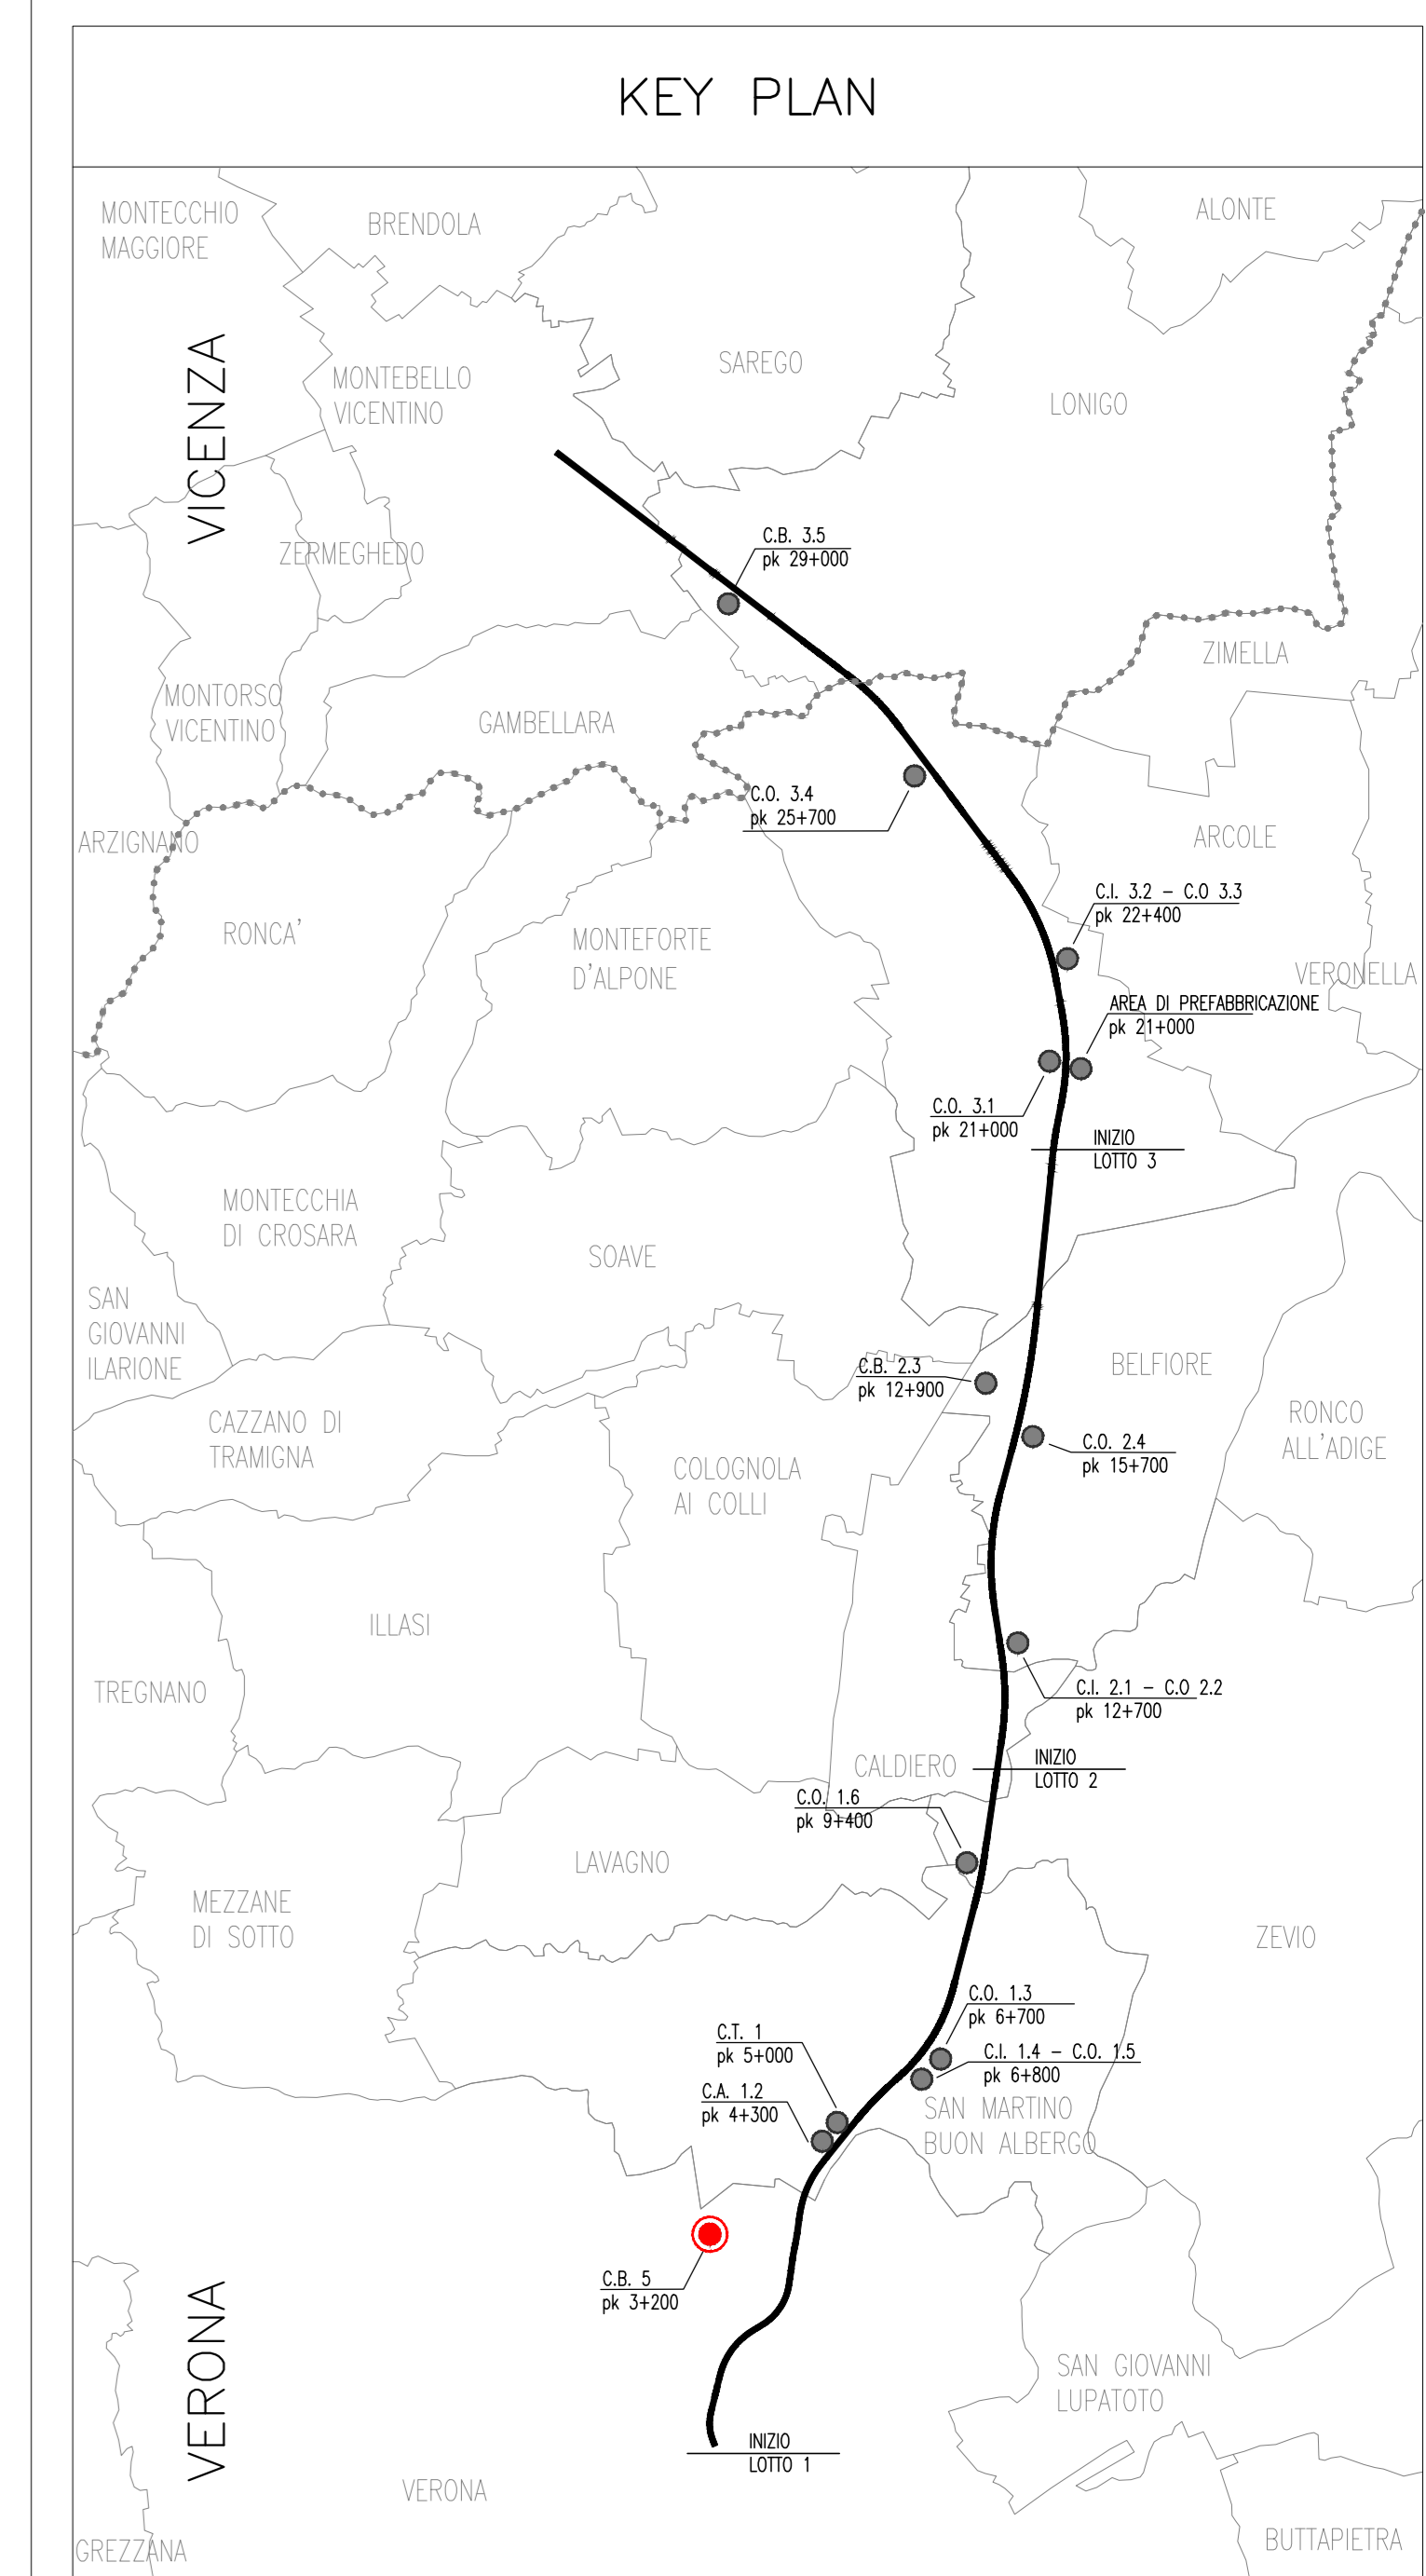 KEY PLAN
MONTECCHIO
MAGGIORE
BRENDOLA
ALONTE
VICENZA
MONTEBELLO
VICENTINO
SAREGO
LONIGO
C.B. 3.5
pk 29+000
ZERMEGHEDO
ZIMELLA
MONTORSO
VICENTINO
GAMBELLARA
C.O. 3.4
pk 25+700
ARZIGNANO
ARCOLE
C.I. 3.2 - C.O 3.3
pk 22+400
RONCA'
MONTEFORTE
D'ALPONE
VERONELLA
AREA DI PREFABBRICAZIONE
pk 21+000
C.O. 3.1
pk 21+000
INIZIO
LOTTO 3
MONTECCHIA
DI CROSARA
SOAVE
SAN
GIOVANNI
ILARIONE
C.B. 2.3
pk 12+900
BELFIORE
CAZZANO DI
TRAMIGNA
RONCO
ALL'ADIGE
C.O. 2.4
pk 15+700
COLOGNOLA
AI COLLI
ILLASI
TREGNANO
C.I. 2.1 - C.O 2.2
pk 12+700
CALDIERO
INIZIO
LOTTO 2
C.O. 1.6
pk 9+400
LAVAGNO
MEZZANE
DI SOTTO
ZEVIO
C.O. 1.3
pk 6+700
C.T. 1
pk 5+000
C.I. 1.4 - C.O. 1.5
pk 6+800
C.A. 1.2
pk 4+300
SAN MARTINO
BUON ALBERGO
C.B. 5
pk 3+200
VERONA
SAN GIOVANNI
LUPATOTO
INIZIO
LOTTO 1
VERONA
BUTTAPIETRA
GREZZANA